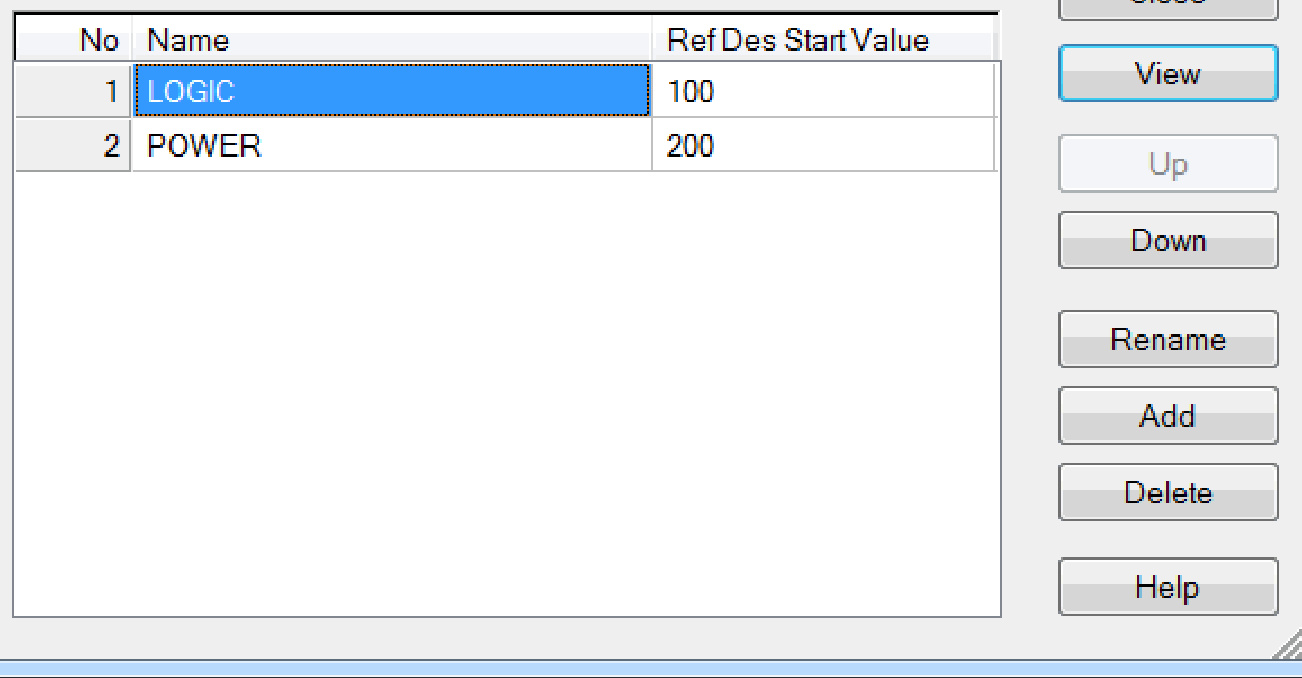 Close
No Name Ref Des Start Value
View
1 LOGIC 100
2 POWER 200
Up
Down
Rename
Add
Delete
Help